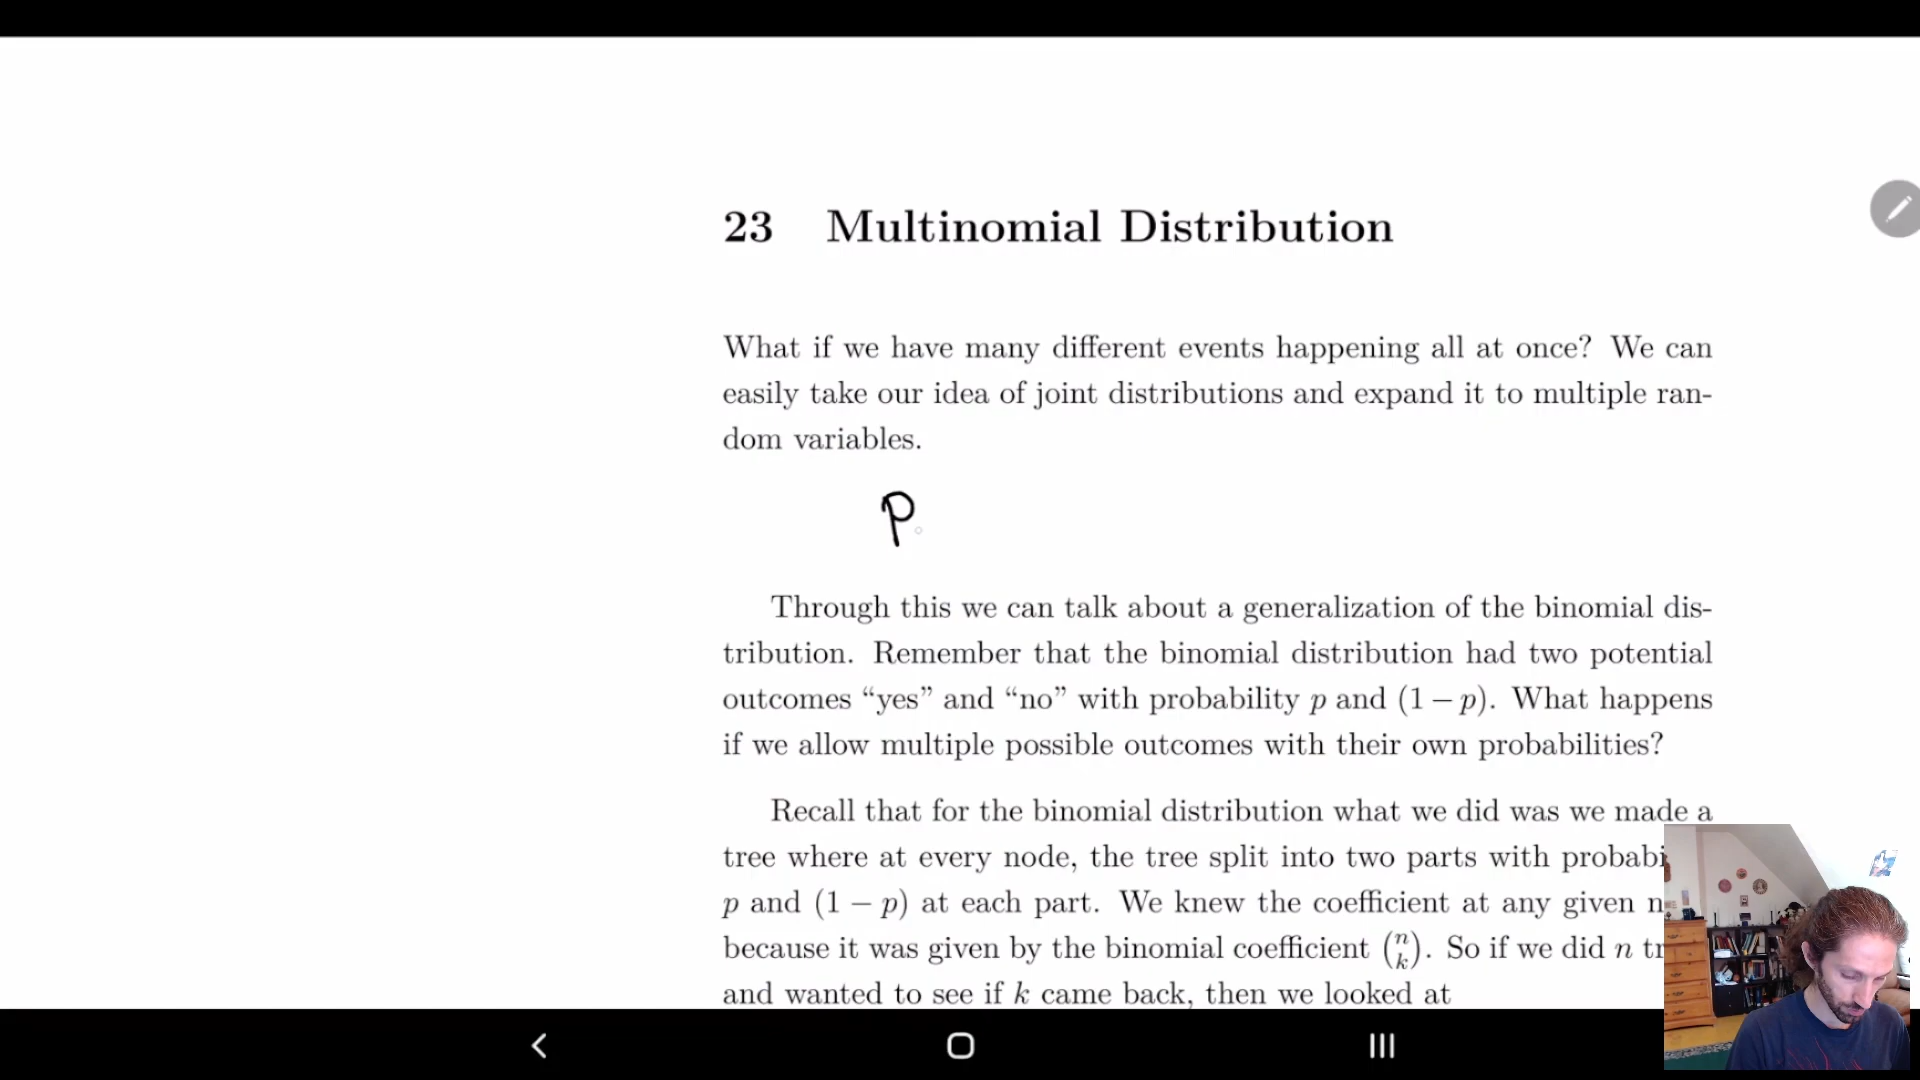 23 Multinomial Distribution
What if we have many different events happening all at once? We can
easily take our idea of joint distributions and expand it to multiple ran-
dom variables.
p
Through this we can talk about a generalization of the binomial dis-
tribution. Remember that the binomial distribution had two potential
outcomes “yes” and “no” with probability p and (1 − p). What happens
if we allow multiple possible outcomes with their own probabilities?
Recall that for the binomial distribution what we did was we made a
tree where at every node, the tree split into two parts with probabi
p and (1 − p) at each part. We knew the coefficient at any given n
because it was given by the binomial coefficient (n k). So if we did n tr
and wanted to see if k came back, then we looked at